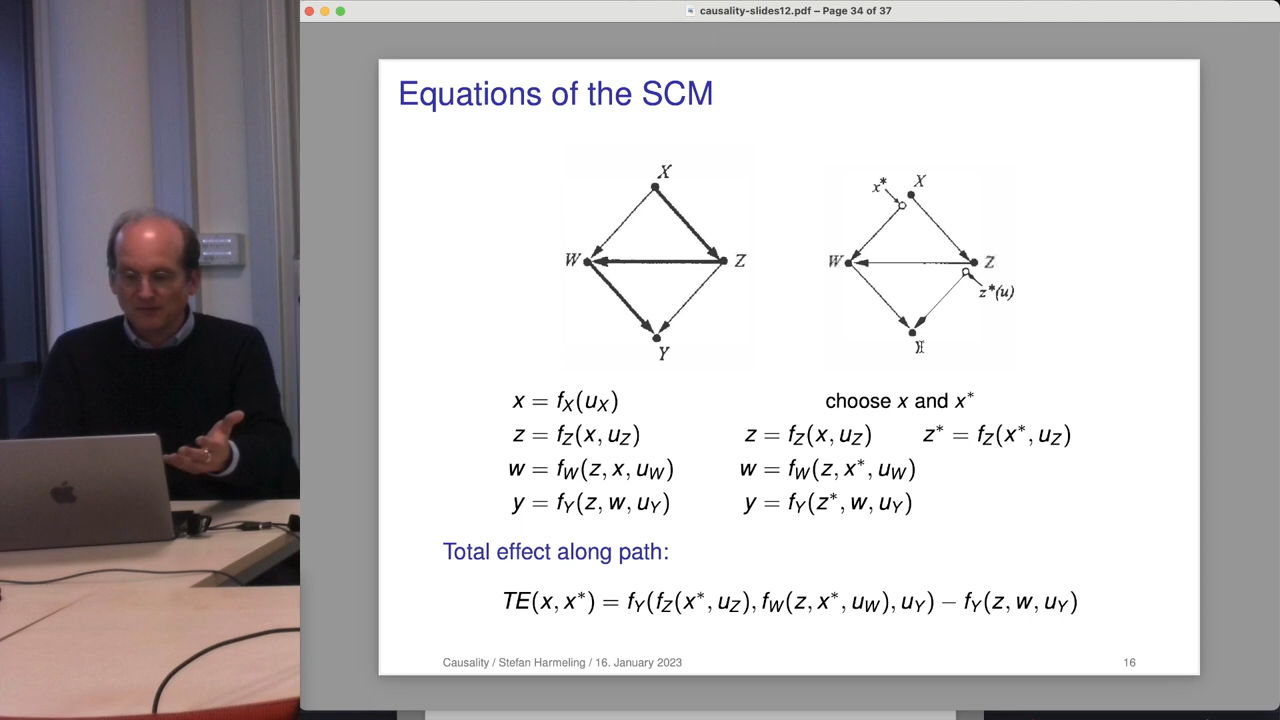 causality-slides12.pdf – Page 34 of 37
Equations of the SCM
X
W
Z
Y
x*
X
W
Z
z*(u)
Y
x = f_X(u_X)
choose x and x*
z = f_Z(x, u_Z)
z = f_Z(x, u_Z)
z* = f_Z(x*, u_Z)
w = f_W(z, x, u_W)
w = f_W(z, x*, u_W)
y = f_Y(z, w, u_Y)
y = f_Y(z*, w, u_Y)
Total effect along path:
TE(x, x*) = f_Y(f_Z(x*, u_Z), f_W(z, x*, u_W), u_Y) − f_Y(z, w, u_Y)
Causality / Stefan Harmeling / 16. January 2023
16